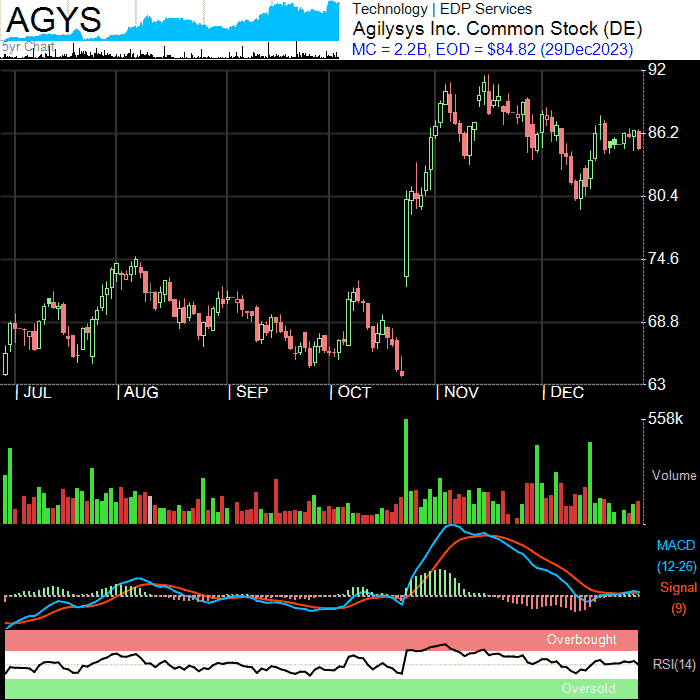 AGYS
5yr Chart
Technology | EDP Services
Agilysys Inc. Common Stock (DE)
MC = 2.2B, EOD = $84.82 (29Dec2023)
92
86.2
80.4
74.6
68.8
63
| JUL | AUG | SEP | OCT | NOV | DEC
558k
Volume
MACD
(12-26)
Signal
(9)
Overbought
RSI(14)
Oversold